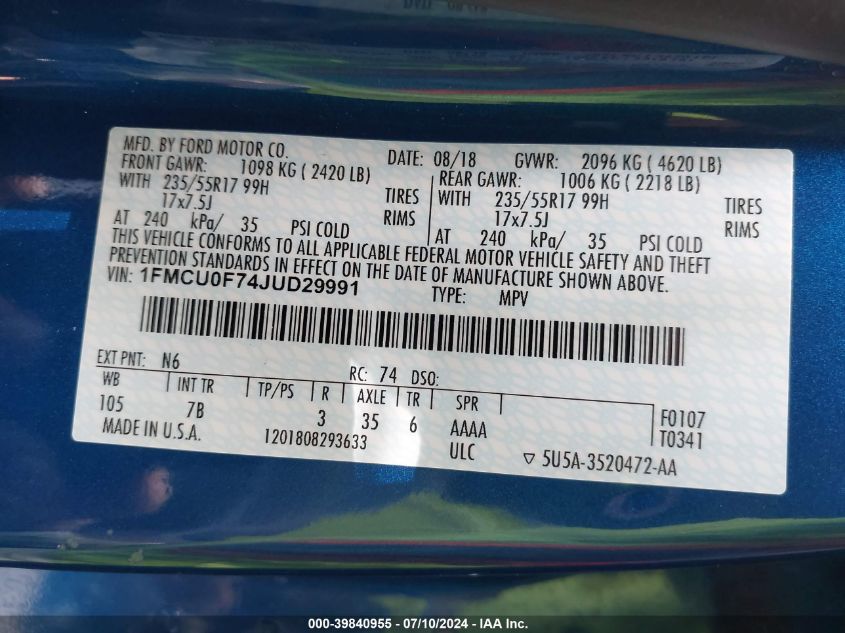 MFD. BY FORD MOTOR CO. DATE: 08/18 GVWR: 2096 KG ( 4620 LB)
FRONT GAWR: 1098 KG ( 2420 LB) REAR GAWR: 1006 KG ( 2218 LB)
WITH 235/55R17 99H TIRES WITH 235/55R17 99H TIRES
17x7.5J RIMS 17x7.5J RIMS
AT 240 kPa/ 35 PSI COLD AT 240 kPa/ 35 PSI COLD
THIS VEHICLE CONFORMS TO ALL APPLICABLE FEDERAL MOTOR VEHICLE SAFETY AND THEFT
PREVENTION STANDARDS IN EFFECT ON THE DATE OF MANUFACTURE SHOWN ABOVE.
VIN: 1FMCU0F74JUD29991 TYPE: MPV
EXT PNT: N6 RC: 74 DSO:
WB INT TR TP/PS R AXLE TR SPR
105 7B 3 35 6 AAAA F0107
MADE IN U.S.A. 1201808293633 ULC T0341
5U5A-3520472-AA
000-39840955 - 07/10/2024 - IAA Inc.